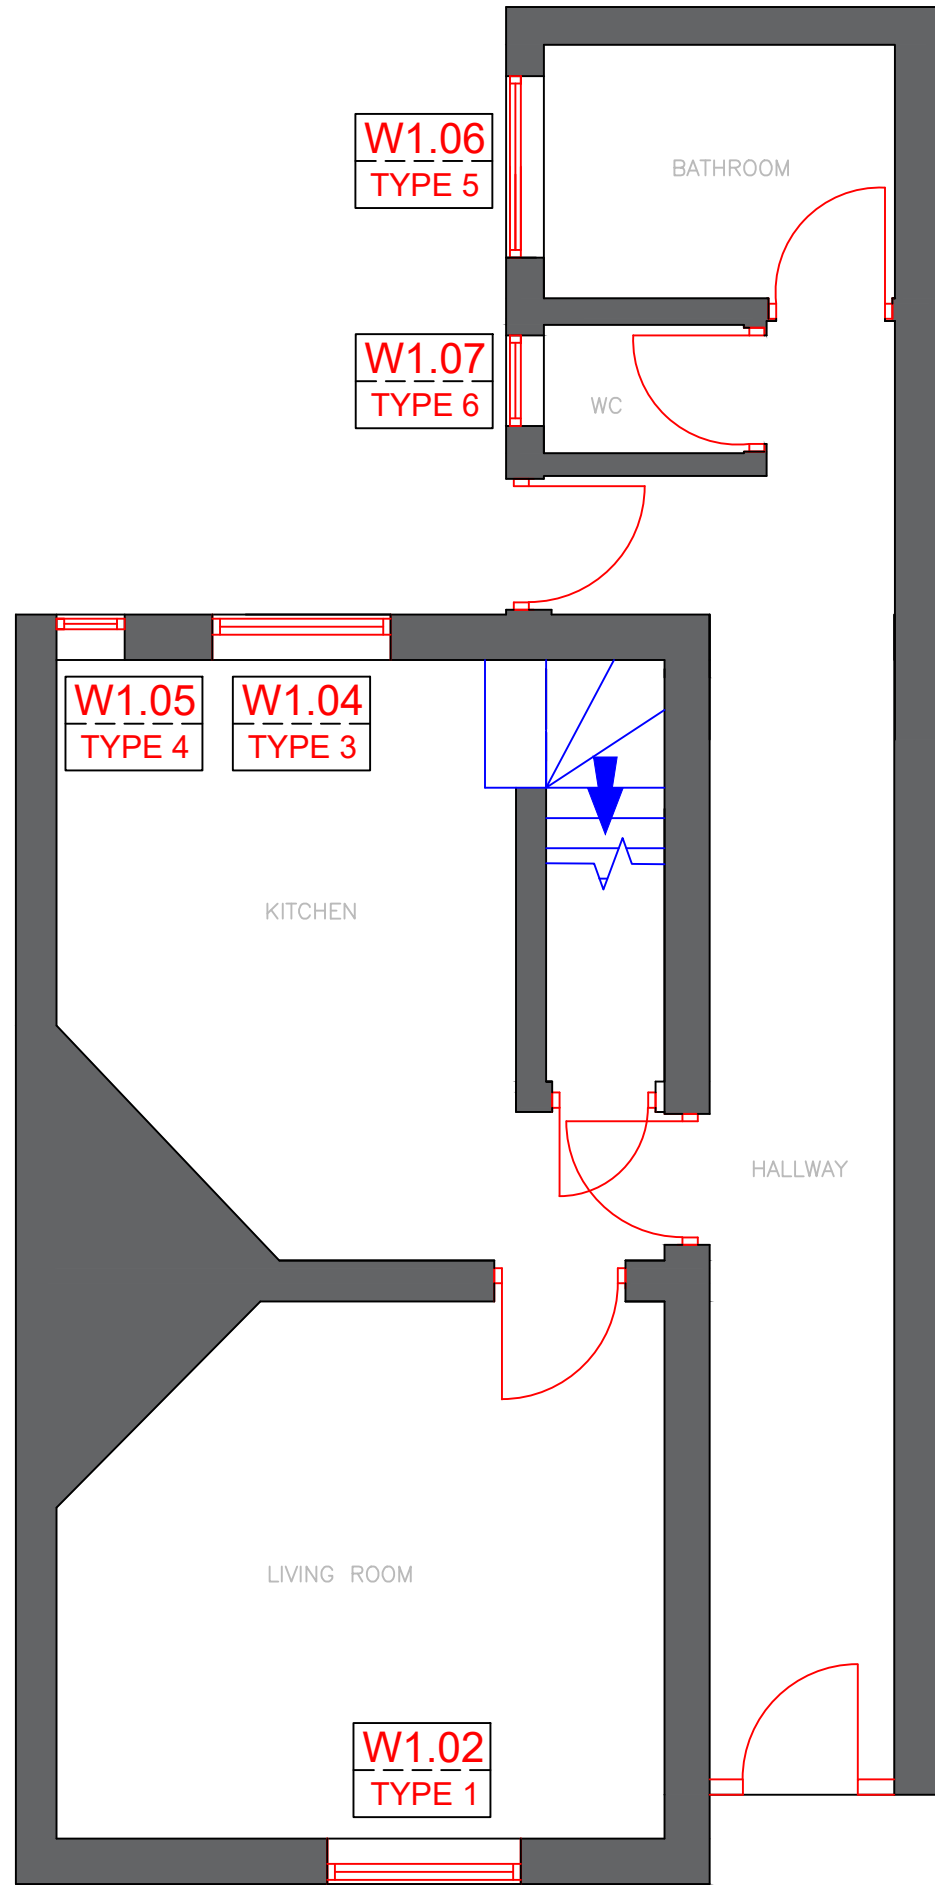 W1.06
TYPE 5
BATHROOM
W1.07
TYPE 6
WC
W1.05
TYPE 4
W1.04
TYPE 3
KITCHEN
HALLWAY
LIVING ROOM
W1.02
TYPE 1